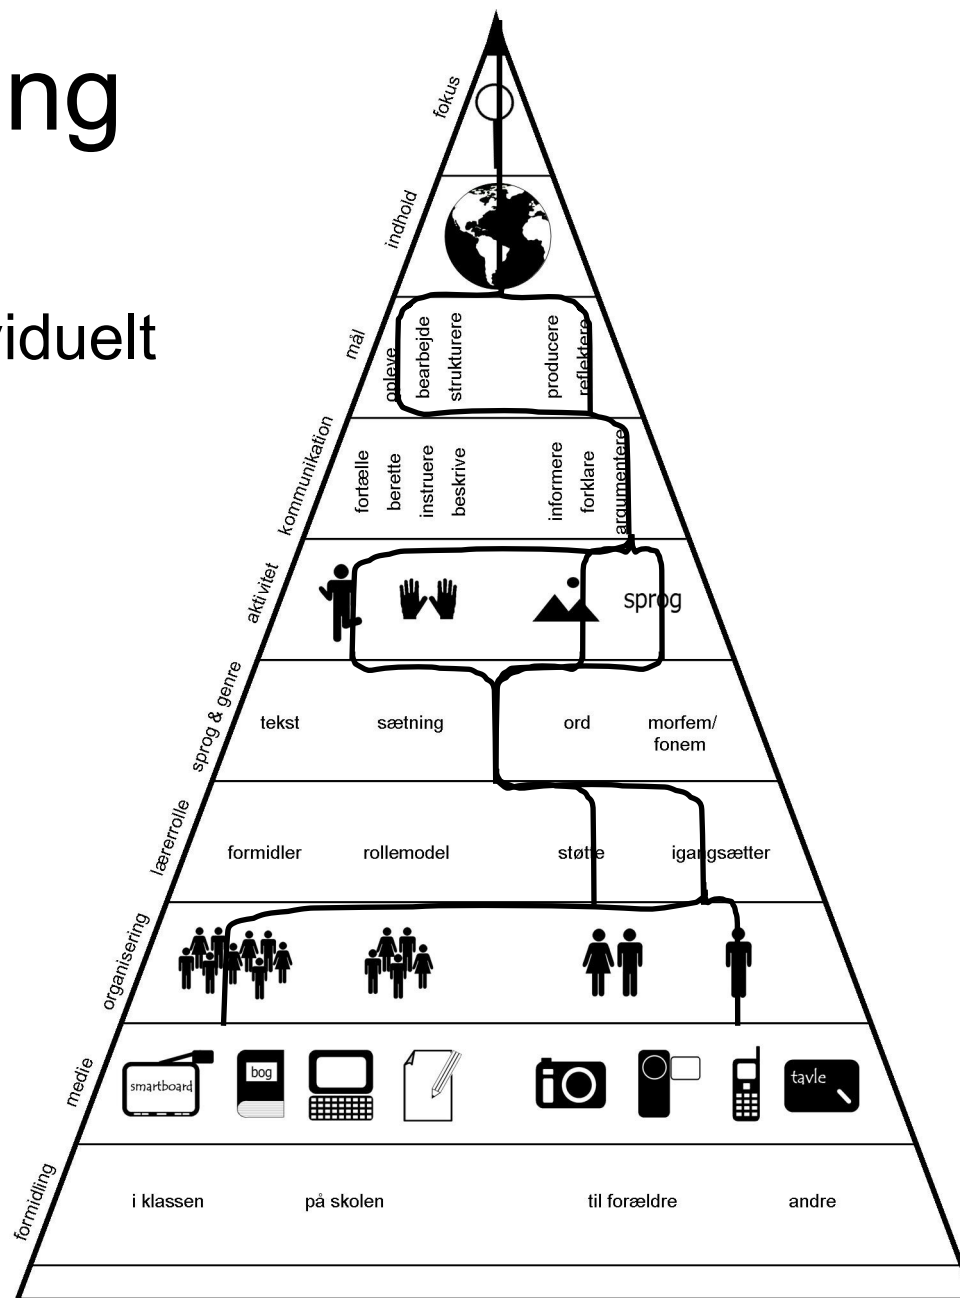 ng
viduelt
fokus
indhold
mål
opleve
bearbejde
strukturere
producere
reflektere
kommunikation
fortælle
berette
instruere
beskrive
informere
forklare
argumentere
aktivitet
sprog
sprog & genre
tekst
sætning
ord
morfem/
fonem
lærerrolle
formidler
rollemodel
støtte
igangsætter
organisering
medie
smartboard
bog
tavle
formidling
i klassen
på skolen
til forældre
andre